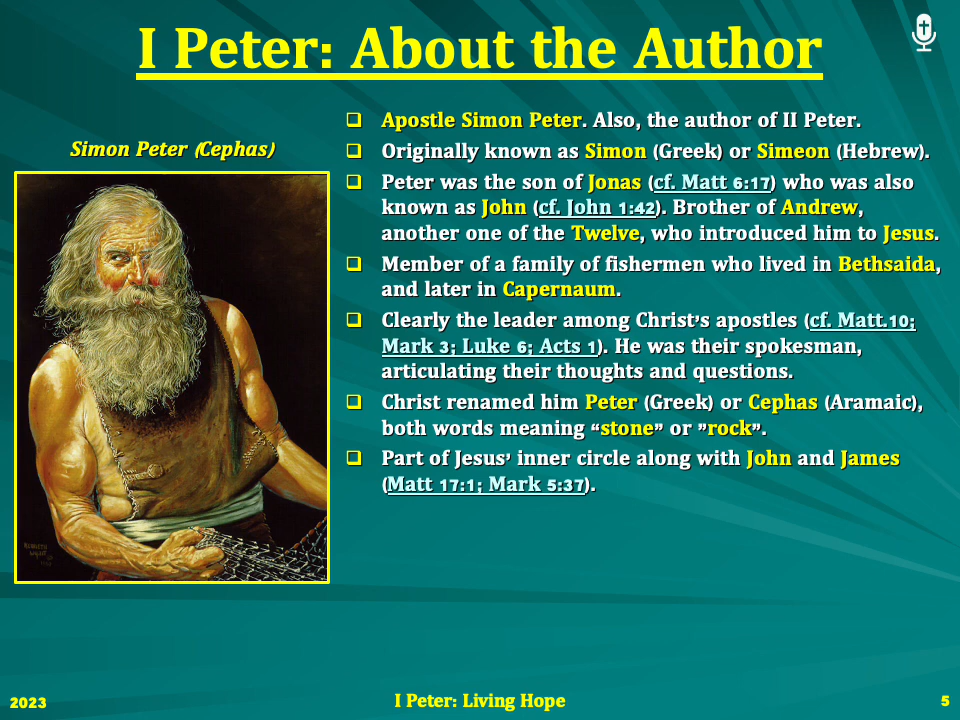 I Peter: About the Author
Simon Peter (Cephas)
❑ Apostle Simon Peter. Also, the author of II Peter.
❑ Originally known as Simon (Greek) or Simeon (Hebrew).
❑ Peter was the son of Jonas (cf. Matt 6:17) who was also
known as John (cf. John 1:42). Brother of Andrew,
another one of the Twelve, who introduced him to Jesus.
❑ Member of a family of fishermen who lived in Bethsaida,
and later in Capernaum.
❑ Clearly the leader among Christ’s apostles (cf. Matt.10;
Mark 3; Luke 6; Acts 1). He was their spokesman,
articulating their thoughts and questions.
❑ Christ renamed him Peter (Greek) or Cephas (Aramaic),
both words meaning “stone” or ”rock”.
❑ Part of Jesus’ inner circle along with John and James
(Matt 17:1; Mark 5:37).
2023
I Peter: Living Hope
5